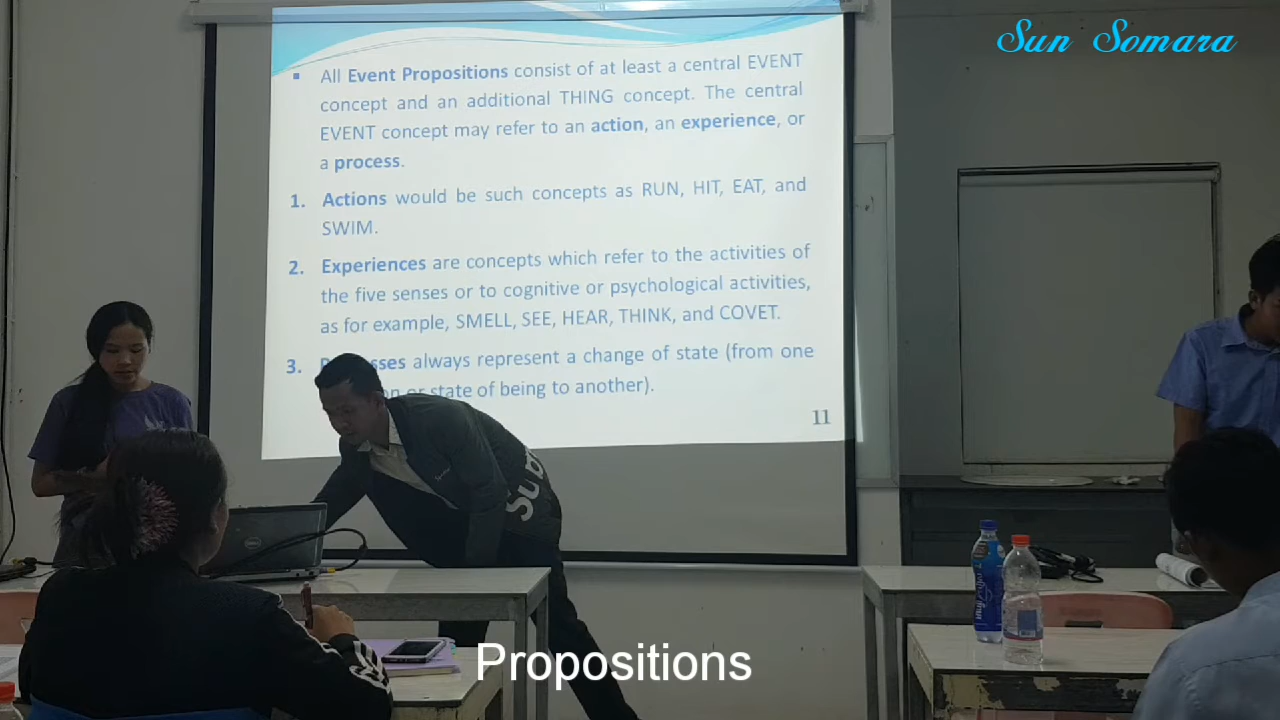 Sun Somara
▪ All Event Propositions consist of at least a central EVENT
concept and an additional THING concept. The central
EVENT concept may refer to an action, an experience, or
a process.
1. Actions would be such concepts as RUN, HIT, EAT, and
SWIM.
2. Experiences are concepts which refer to the activities of
the five senses or to cognitive or psychological activities,
as for example, SMELL, SEE, HEAR, THINK, and COVET.
3. always represent a change of state (from one
or state of being to another).
11
DELL
Propositions